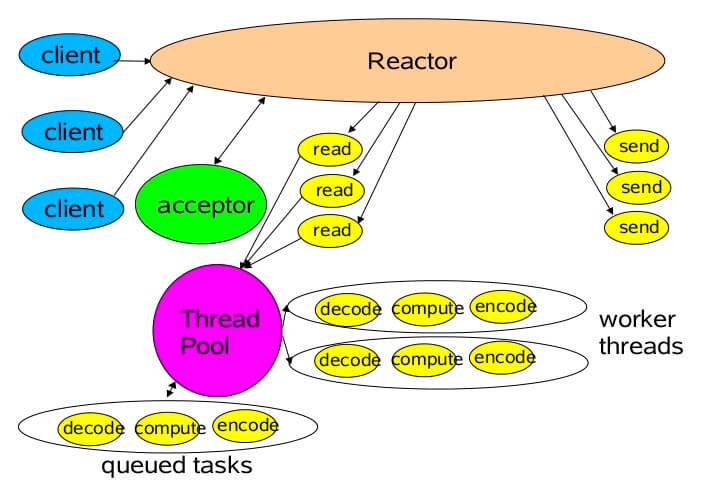 client
Reactor
client
client
acceptor
read
read
read
send
send
send
Thread
Pool
decode compute encode
decode compute encode
worker
threads
decode compute encode
queued tasks